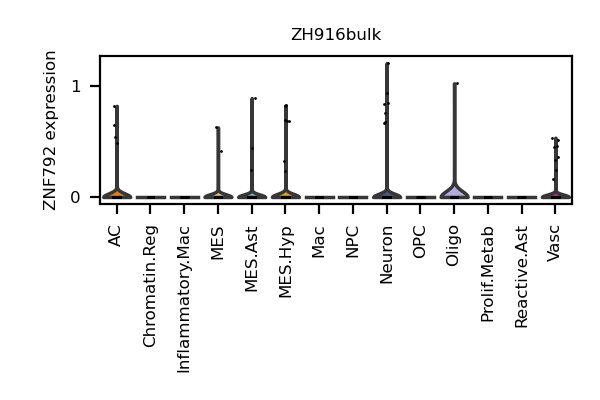 ZH916bulk
ZNF792 expression
1
0
AC
Chromatin.Reg
Inflammatory.Mac
MES
MES.Ast
MES.Hyp
Mac
NPC
Neuron
OPC
Oligo
Prolif.Metab
Reactive.Ast
Vasc